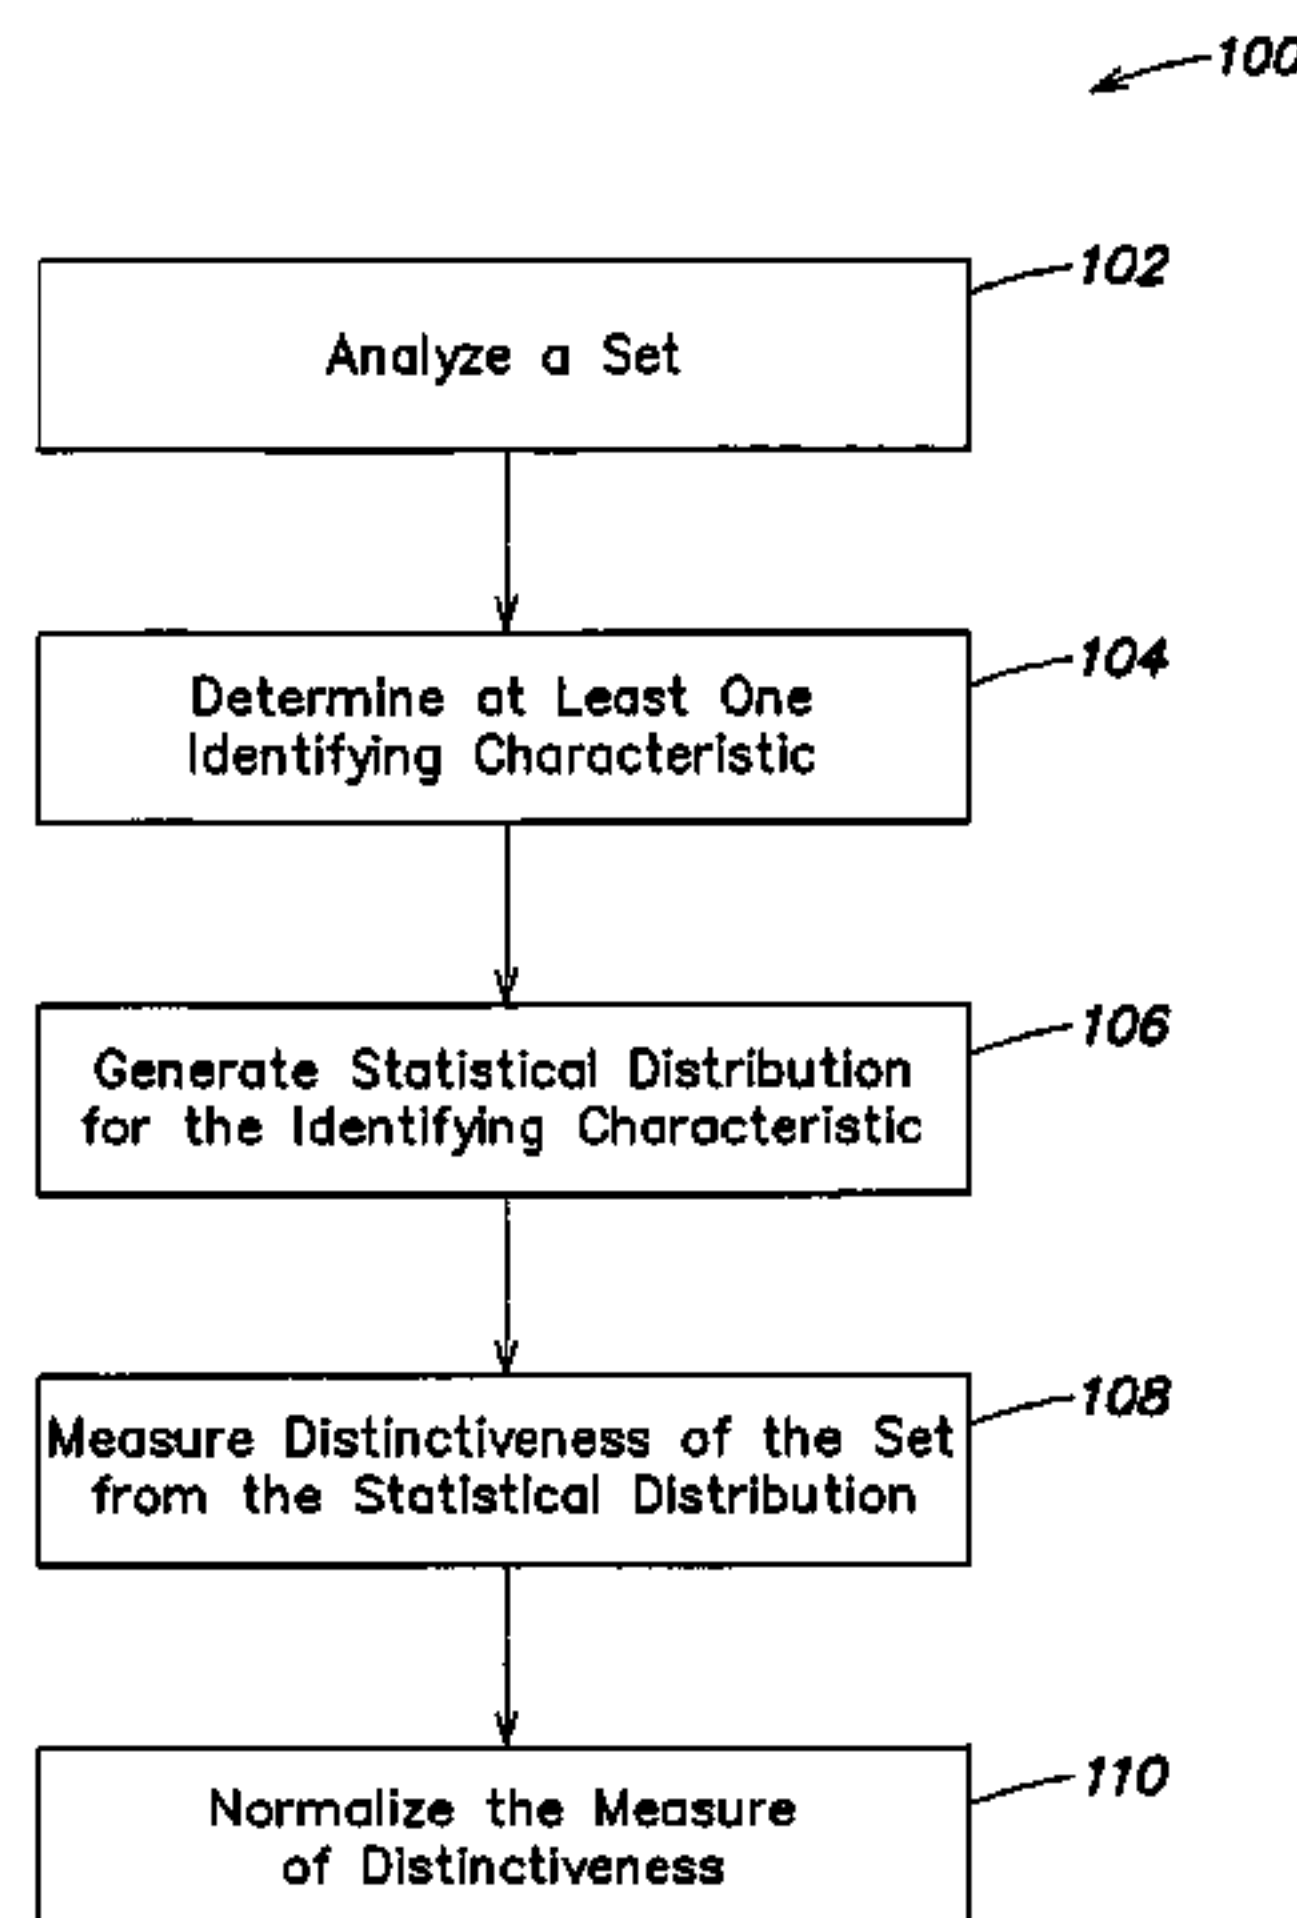 100
102
Analyze a Set
104
Determine at Least One
Identifying Characteristic
106
Generate Statistical Distribution
for the Identifying Characteristic
108
Measure Distinctiveness of the Set
from the Statistical Distribution
110
Normalize the Measure
of Distinctiveness